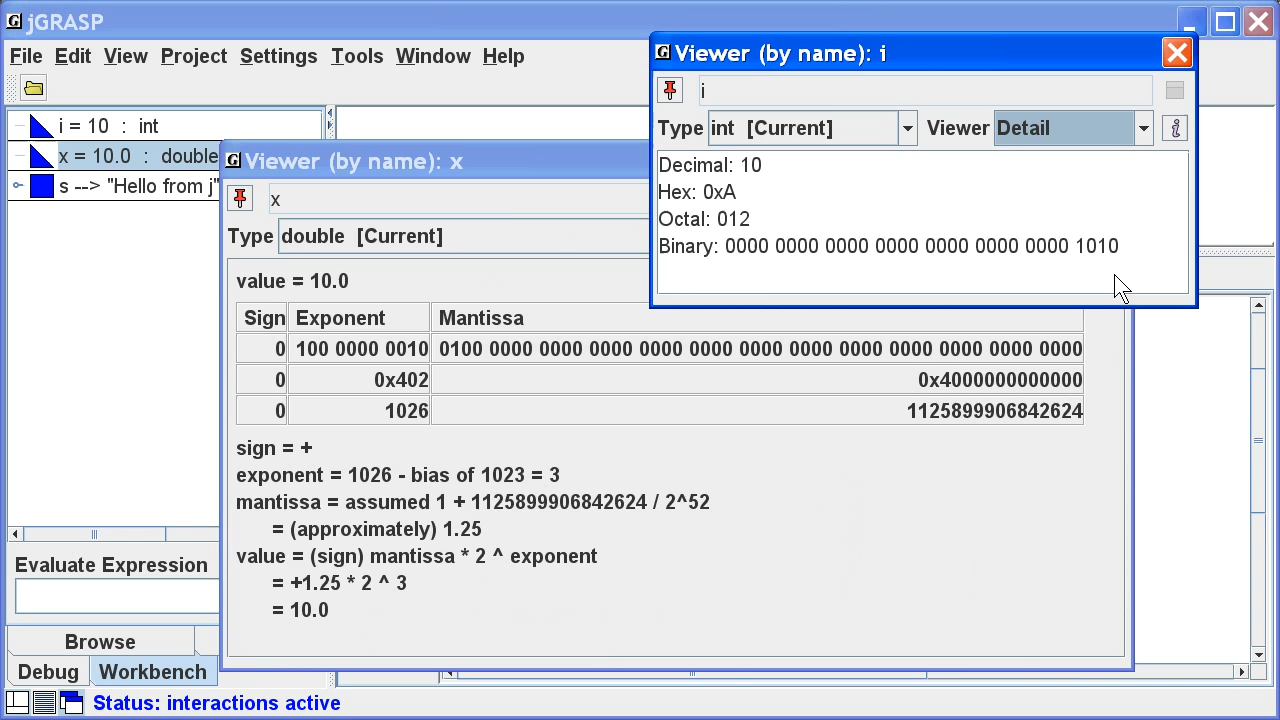 jGRASP
File Edit View Project Settings Tools Window Help
i = 10 : int
x = 10.0 : double
s --> "Hello from j"
Viewer (by name): i
i
Type int [Current] Viewer Detail
Decimal: 10
Hex: 0xA
Octal: 012
Binary: 0000 0000 0000 0000 0000 0000 0000 1010
Viewer (by name): x
x
Type double [Current]
value = 10.0
Sign Exponent Mantissa
0 100 0000 0010 0100 0000 0000 0000 0000 0000 0000 0000 0000 0000 0000 0000 0000
0 0x402 0x4000000000000
0 1026 1125899906842624
sign = +
exponent = 1026 - bias of 1023 = 3
mantissa = assumed 1 + 1125899906842624 / 2^52
= (approximately) 1.25
value = (sign) mantissa * 2 ^ exponent
= +1.25 * 2 ^ 3
= 10.0
Evaluate Expression
Browse
Debug Workbench
Status: interactions active